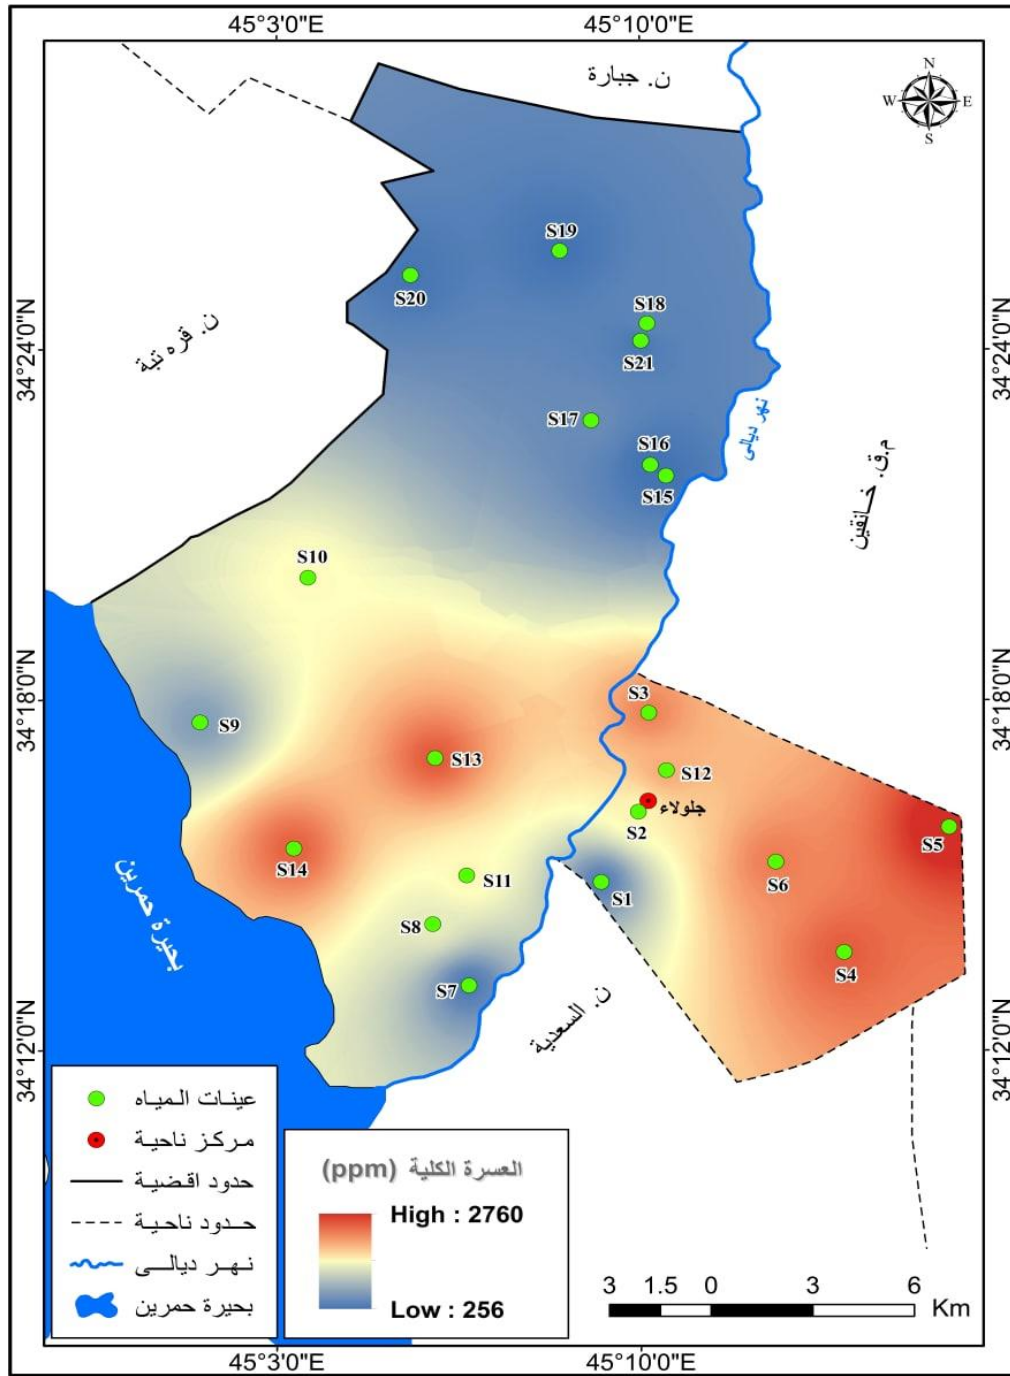 45°3'0"E
45°10'0"E
ن. جبارة
N
W
E
S
S19
S20
S18
34°24'0"N
34°24'0"N
S21
ن. قره تبة
نهر ديالى
S17
S16
S15
م.ق. خانقين
S10
34°18'0"N
34°18'0"N
S3
S9
S13
S12
جلولاء
S2
S5
S14
S6
S11
S1
بحيرة حمرين
S8
S4
S7
ن. السعدية
34°12'0"N
34°12'0"N
عينات المياه
مركز ناحية
حدود اقضية
حدود ناحية
نهر ديالى
بحيرة حمرين
العسرة الكلية (ppm)
High : 2760
Low : 256
3 1.5 0 3 6
Km
45°3'0"E
45°10'0"E